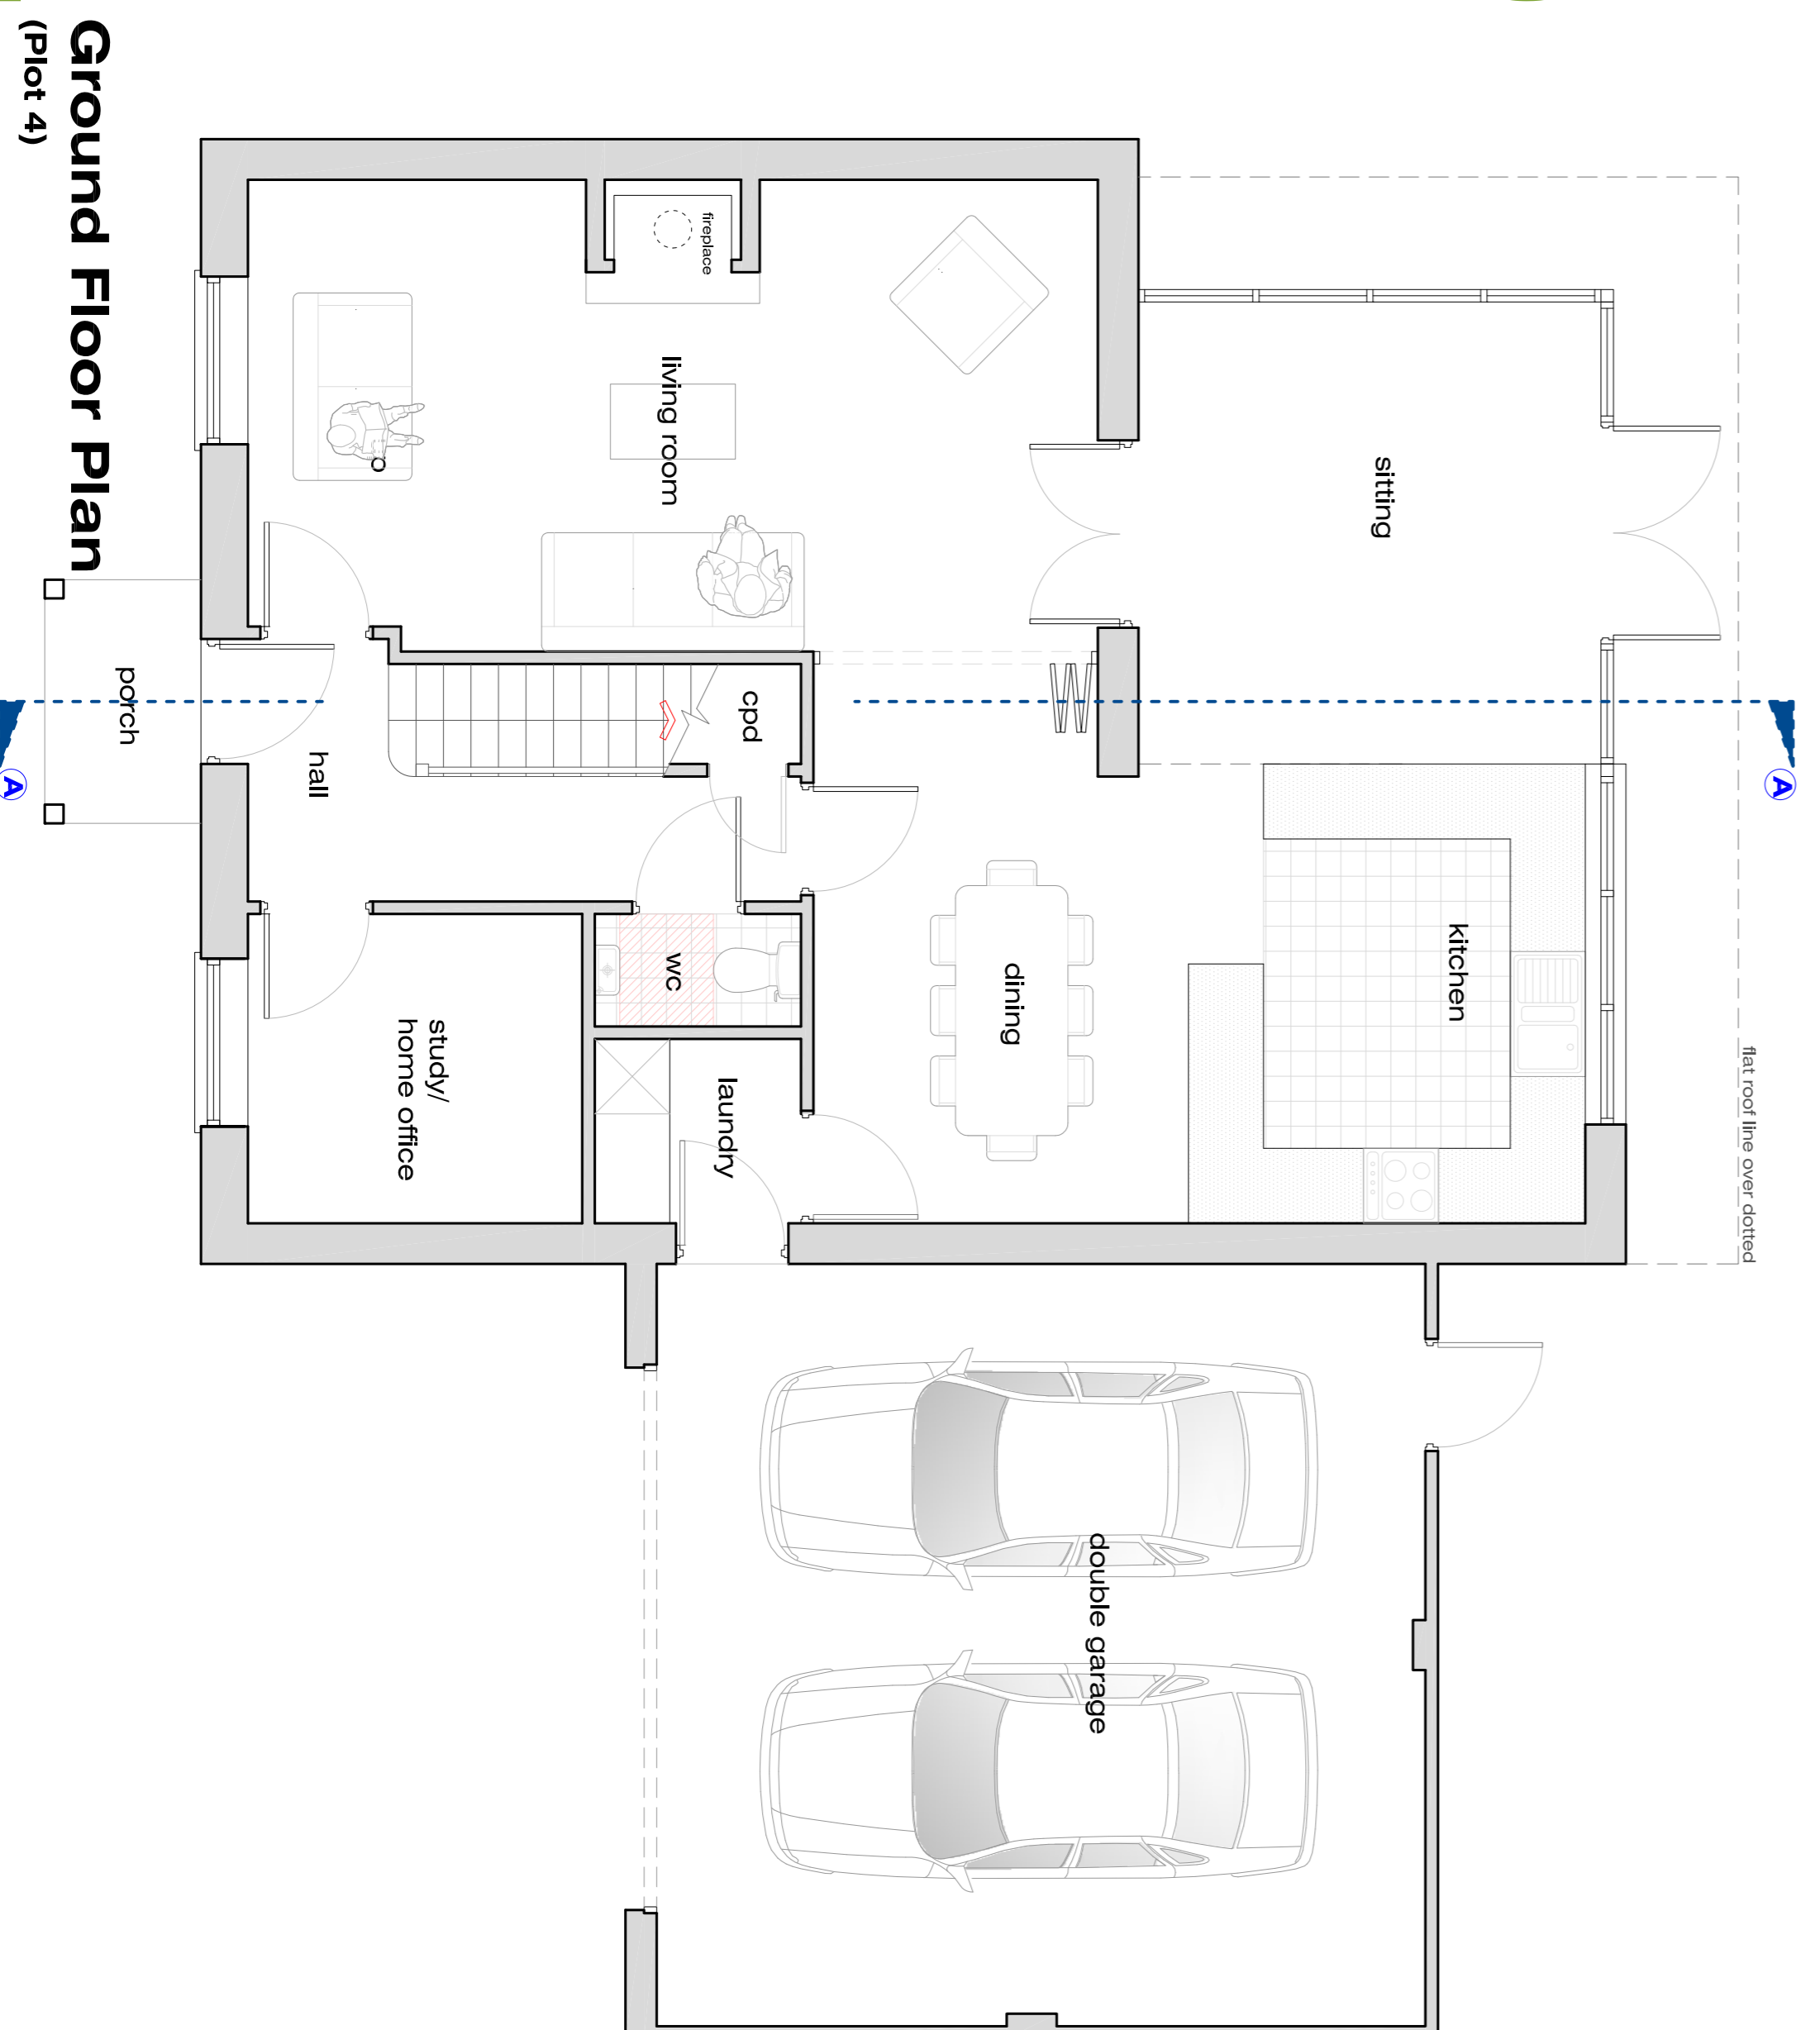 Ground Floor Plan
(Plot 4)
flat roof line over dotted
sitting
kitchen
fireplace
living room
dining
double garage
cpd
wc
laundry
study/
home office
hall
porch
A
A